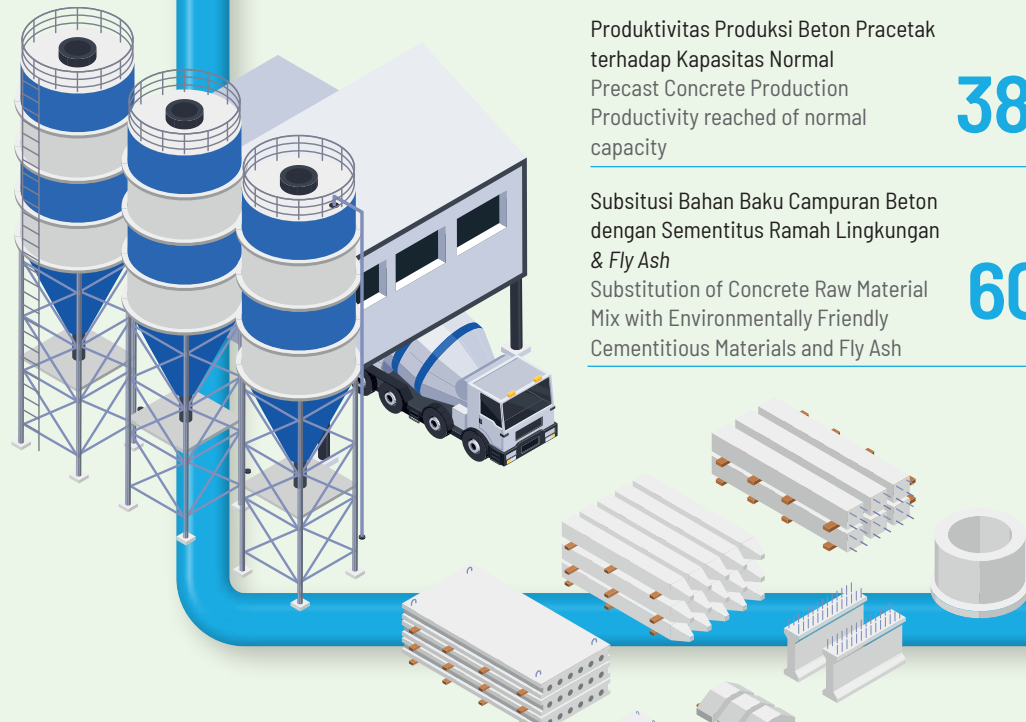 Produktivitas Produksi Beton Pracetak
terhadap Kapasitas Normal
Precast Concrete Production
Productivity reached of normal
capacity
38
Subsitusi Bahan Baku Campuran Beton
dengan Sementitus Ramah Lingkungan
& Fly Ash
Substitution of Concrete Raw Material
Mix with Environmentally Friendly
Cementitious Materials and Fly Ash
60